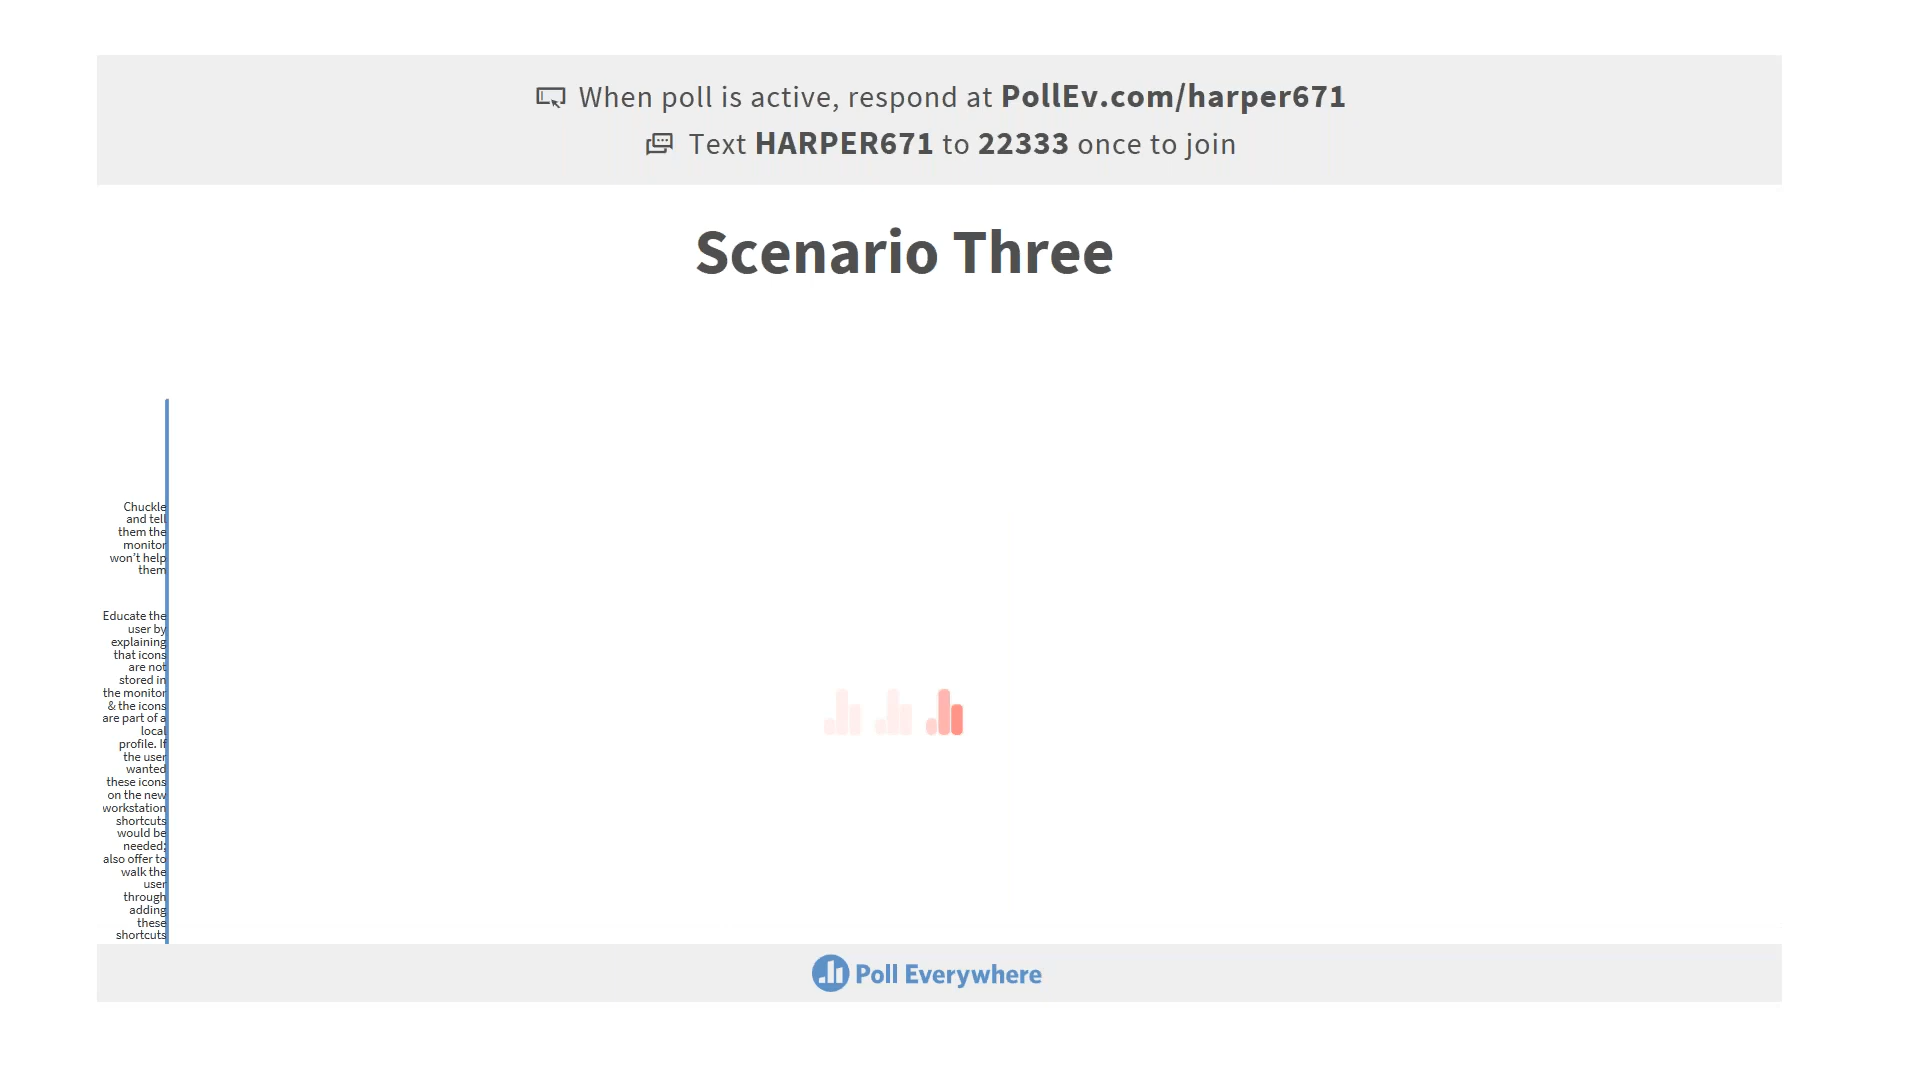 When poll is active, respond at PollEv.com/harper671
Text HARPER671 to 22333 once to join
Scenario Three
Chuckle
and tell
them the
monitor
won't help
them
Educate the
user by
explaining
that icons
are not
stored in
the monitor
& the icons
are part of a
local
profile. If
the user
wanted
these icons
on the new
workstation
shortcuts
would be
needed;
also offer to
walk the
user
through
adding
these
shortcuts
Poll Everywhere